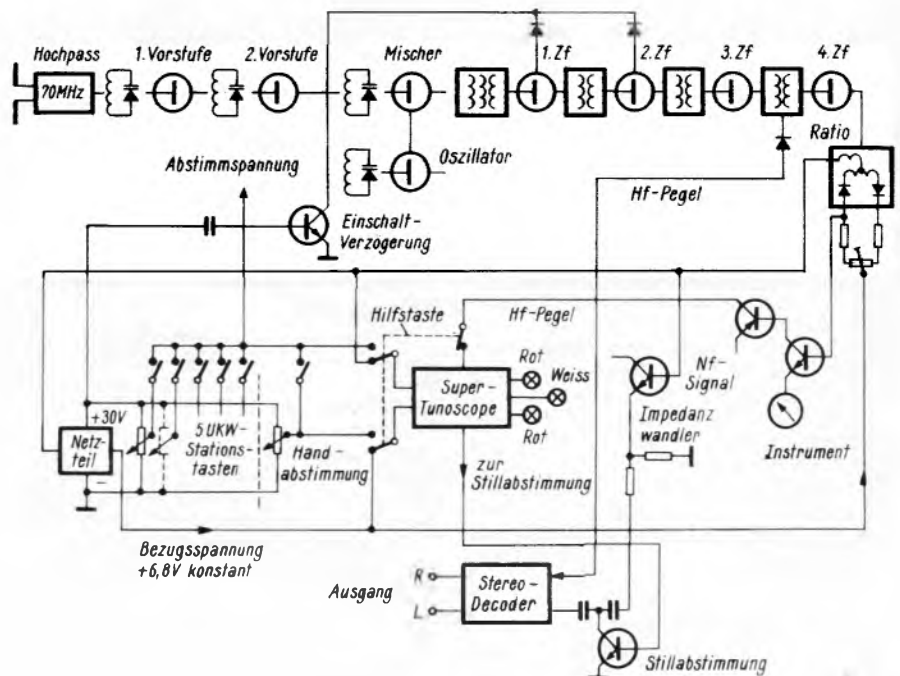 Hochpass
70MHz
1. Vorstufe
2. Vorstufe
Mischer
1. Zf
2. Zf
3. Zf
4. Zf
Oszillator
Ratio
Abstimmspannung
Hf-Pegel
Einschalt-
Verzögerung
Hilfstaste
Hf-Pegel
Rot
Weiss
Rot
Super-
Tunoscope
Nf-
Signal
Impedanz
wandler
Instrument
+30V
Netz-
teil
–
5 UKW-
Stations-
tasten
Hand-
abstimmung
zur
Stillabstimmung
Bezugsspannung
+6,8V konstant
Ausgang
R
L
Stereo-
Decoder
Stillabstimmung